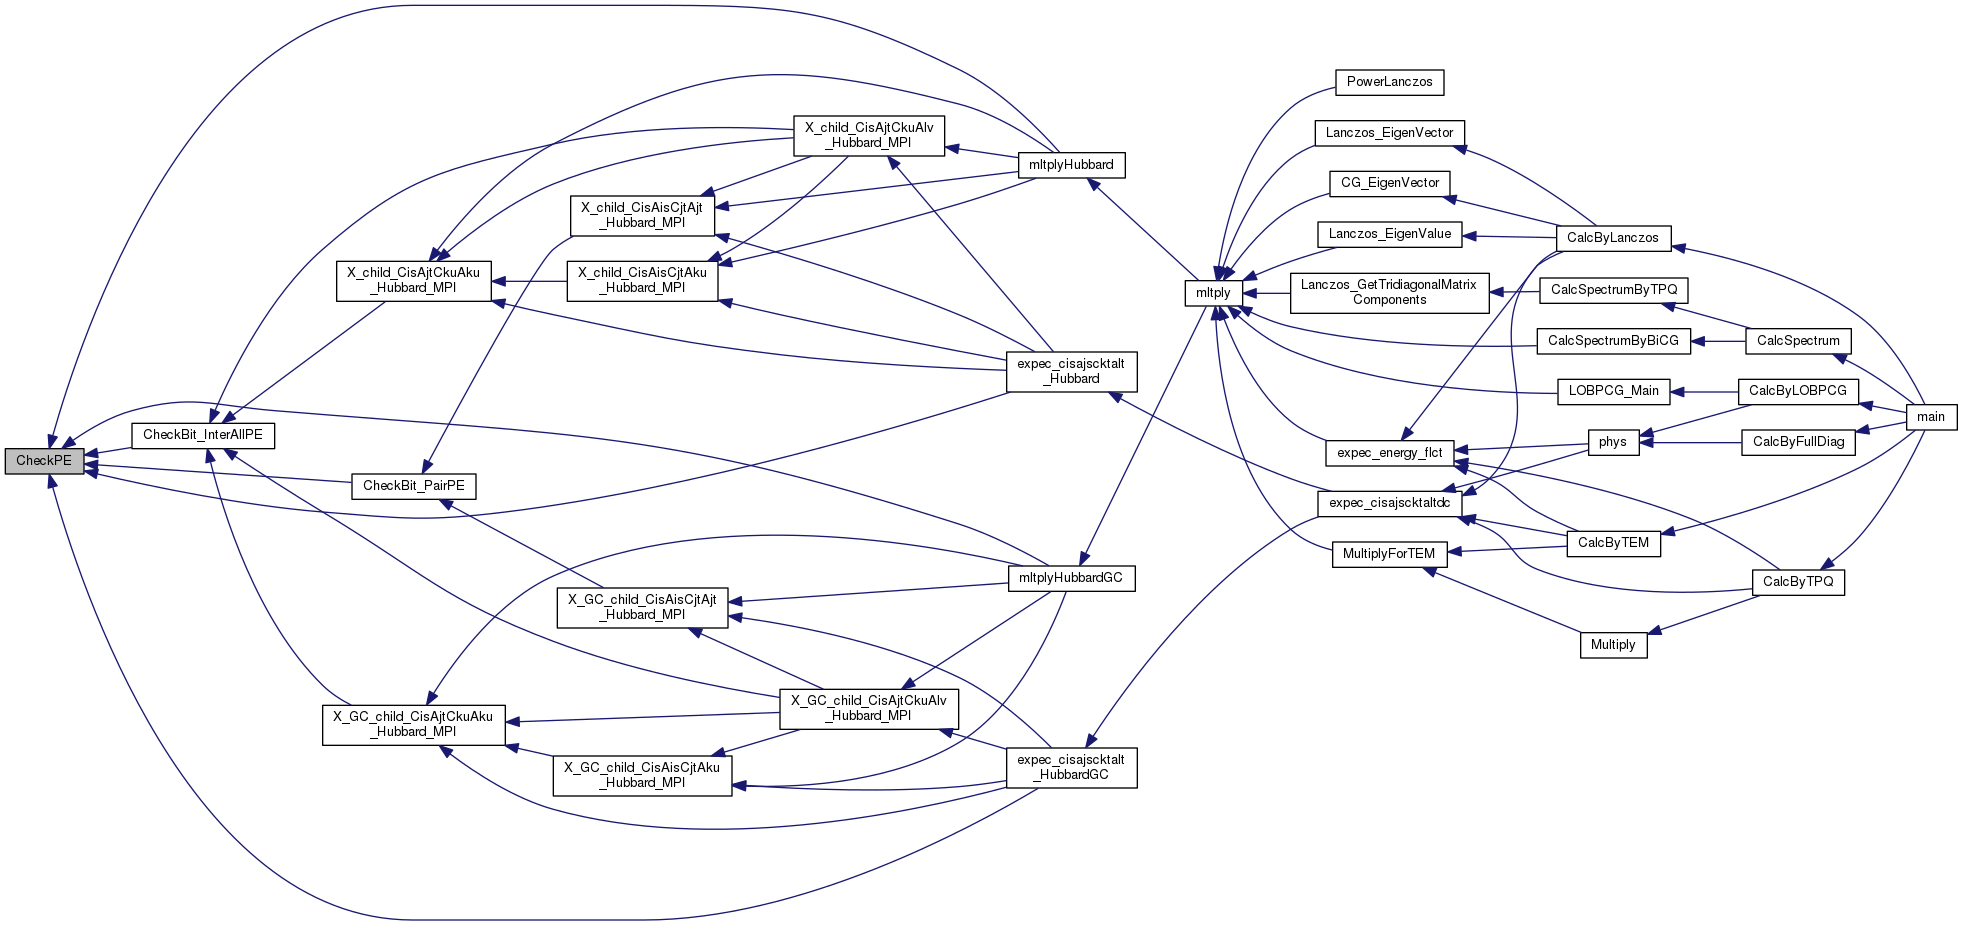 PowerLanczos
X_child_CisAjtCkuAlv
_Hubbard_MPI
Lanczos_EigenVector
mltplyHubbard
CG_EigenVector
X_child_CisAisCjtAjt
_Hubbard_MPI
Lanczos_EigenValue
CalcByLanczos
X_child_CisAjtCkuAku
_Hubbard_MPI
X_child_CisAisCjtAku
_Hubbard_MPI
mltply
Lanczos_GetTridiagonalMatrix
Components
CalcSpectrumByTPQ
CalcSpectrumByBiCG
CalcSpectrum
expec_cisajscktalt
_Hubbard
LOBPCG_Main
CalcByLOBPCG
main
CheckBit_InterAllPE
phys
CalcByFullDiag
CheckPE
expec_energy_flct
CheckBit_PairPE
expec_cisajscktaltdc
CalcByTEM
MultiplyForTEM
mltplyHubbardGC
CalcByTPQ
X_GC_child_CisAisCjtAjt
_Hubbard_MPI
Multiply
X_GC_child_CisAjtCkuAlv
_Hubbard_MPI
X_GC_child_CisAjtCkuAku
_Hubbard_MPI
X_GC_child_CisAisCjtAku
_Hubbard_MPI
expec_cisajscktalt
_HubbardGC